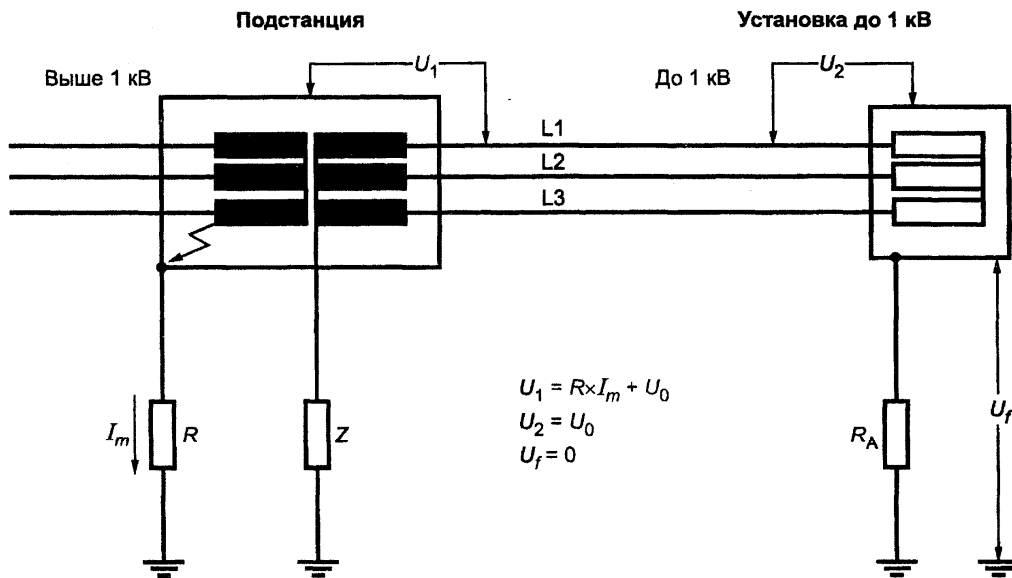 Подстанция
Установка до 1 кВ
Выше 1 кВ
U1
До 1 кВ
U2
L1
L2
L3
U1 = R×Im + U0
U2 = U0
Uf = 0
Im
R
Z
RA
Uf